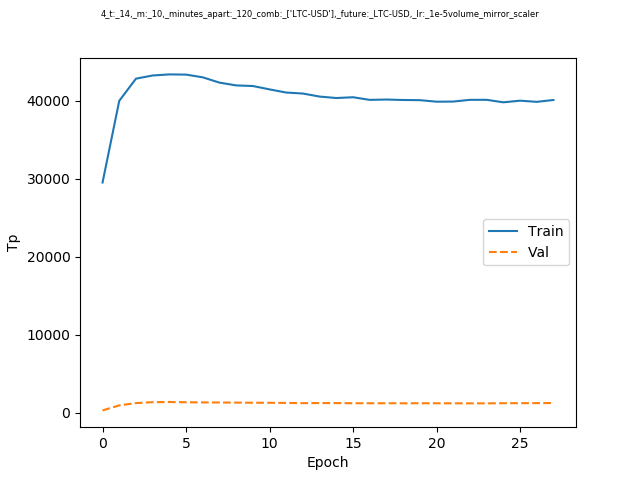 4_t:_14,_m:_10,_minutes_apart:_120_comb:_['LTC-USD'],_future:_LTC-USD,_lr:_1e-5volume_mirror_scaler
40000
30000
20000
10000
0
Tp
Train
Val
0 5 10 15 20 25
Epoch